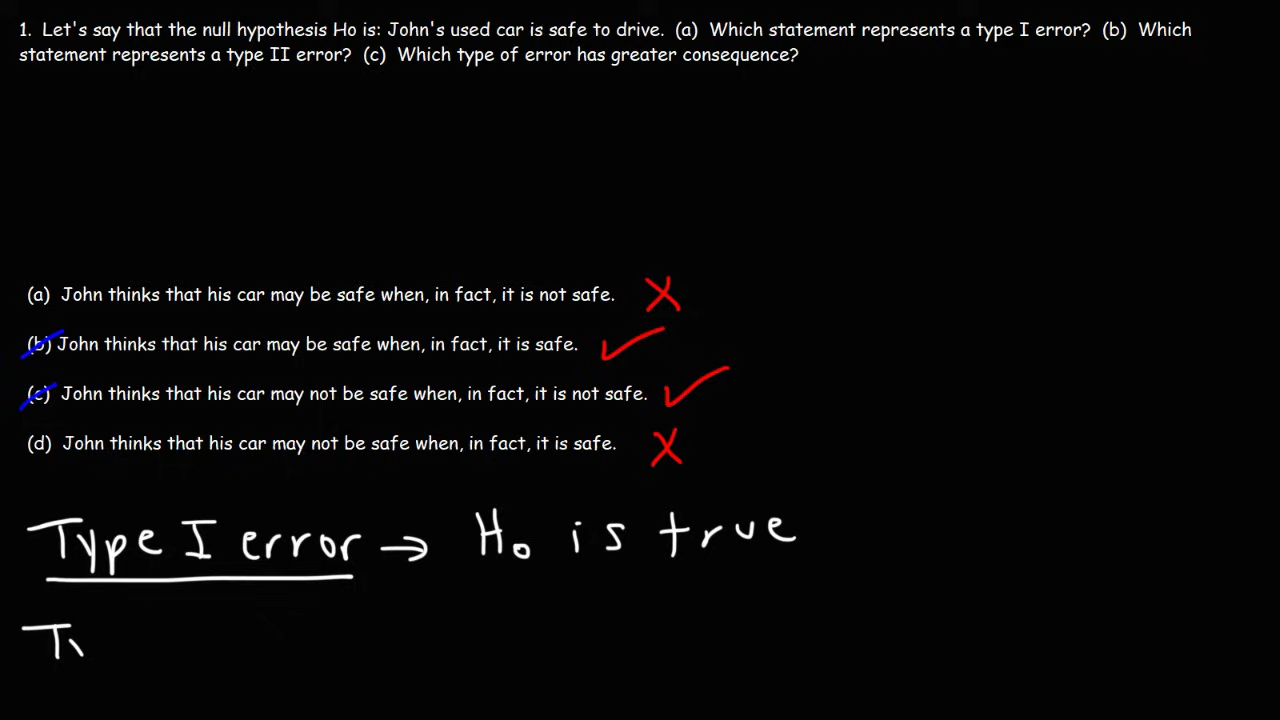 1. Let's say that the null hypothesis Ho is: John's used car is safe to drive. (a) Which statement represents a type I error? (b) Which
statement represents a type II error? (c) Which type of error has greater consequence?
(a) John thinks that his car may be safe when, in fact, it is not safe.
(b) John thinks that his car may be safe when, in fact, it is safe.
(c) John thinks that his car may not be safe when, in fact, it is not safe.
(d) John thinks that his car may not be safe when, in fact, it is safe.
Type I error → Ho is true